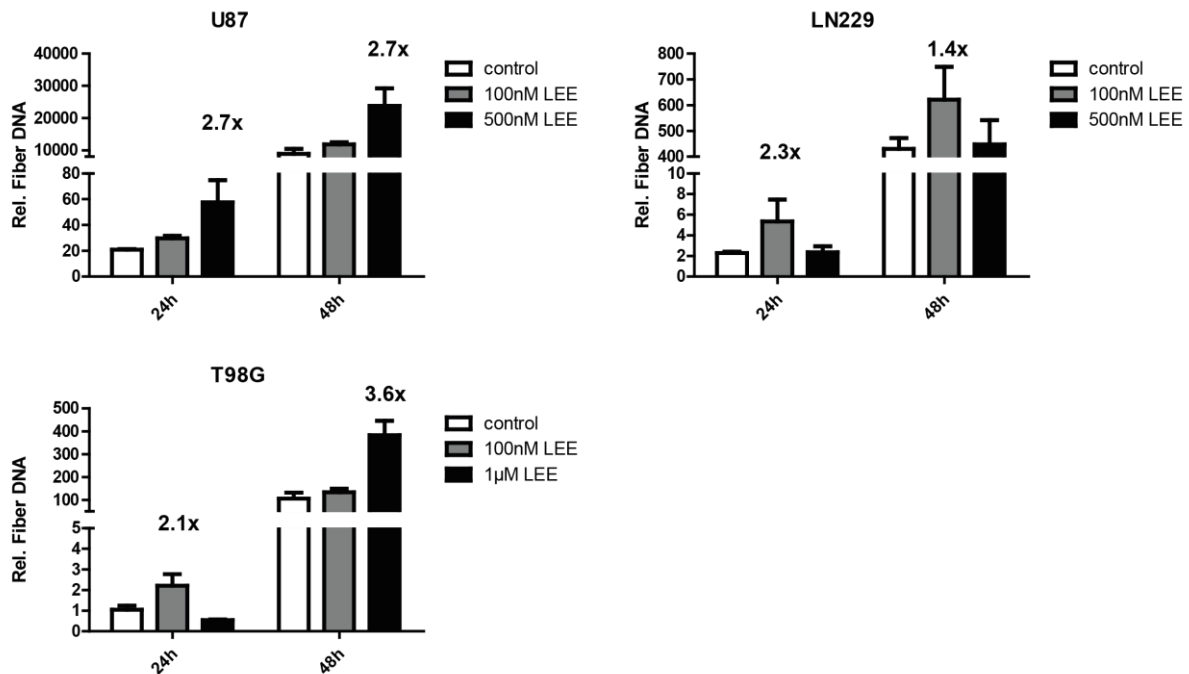 U87
Rel. Fiber DNA
40000
30000
20000
10000
80
60
40
20
0
2.7x
2.7x
24h
48h
control
100nM LEE
500nM LEE
LN229
Rel. Fiber DNA
800
700
600
500
400
10
8
6
4
2
0
2.3x
1.4x
24h
48h
control
100nM LEE
500nM LEE
T98G
Rel. Fiber DNA
500
400
300
200
100
5
4
3
2
1
0
2.1x
3.6x
24h
48h
control
100nM LEE
1µM LEE